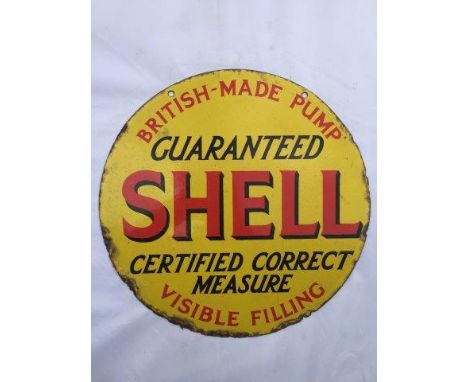 BRITISH-MADE PUMP
GUARANTEED
SHELL
CERTIFIED CORRECT
MEASURE
VISIBLE FILLING